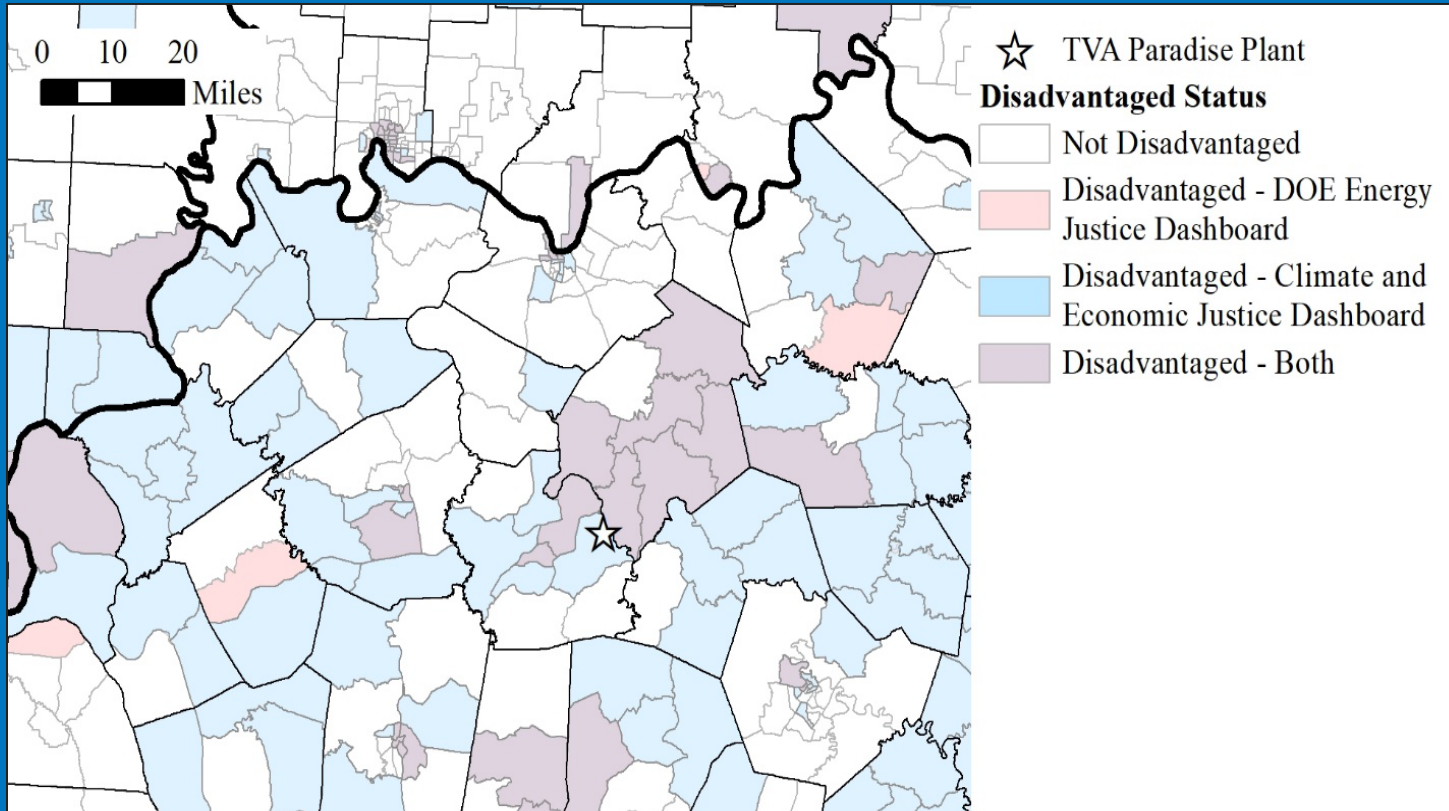 0 10 20
Miles
TVA Paradise Plant
Disadvantaged Status
Not Disadvantaged
Disadvantaged - DOE Energy
Justice Dashboard
Disadvantaged - Climate and
Economic Justice Dashboard
Disadvantaged - Both